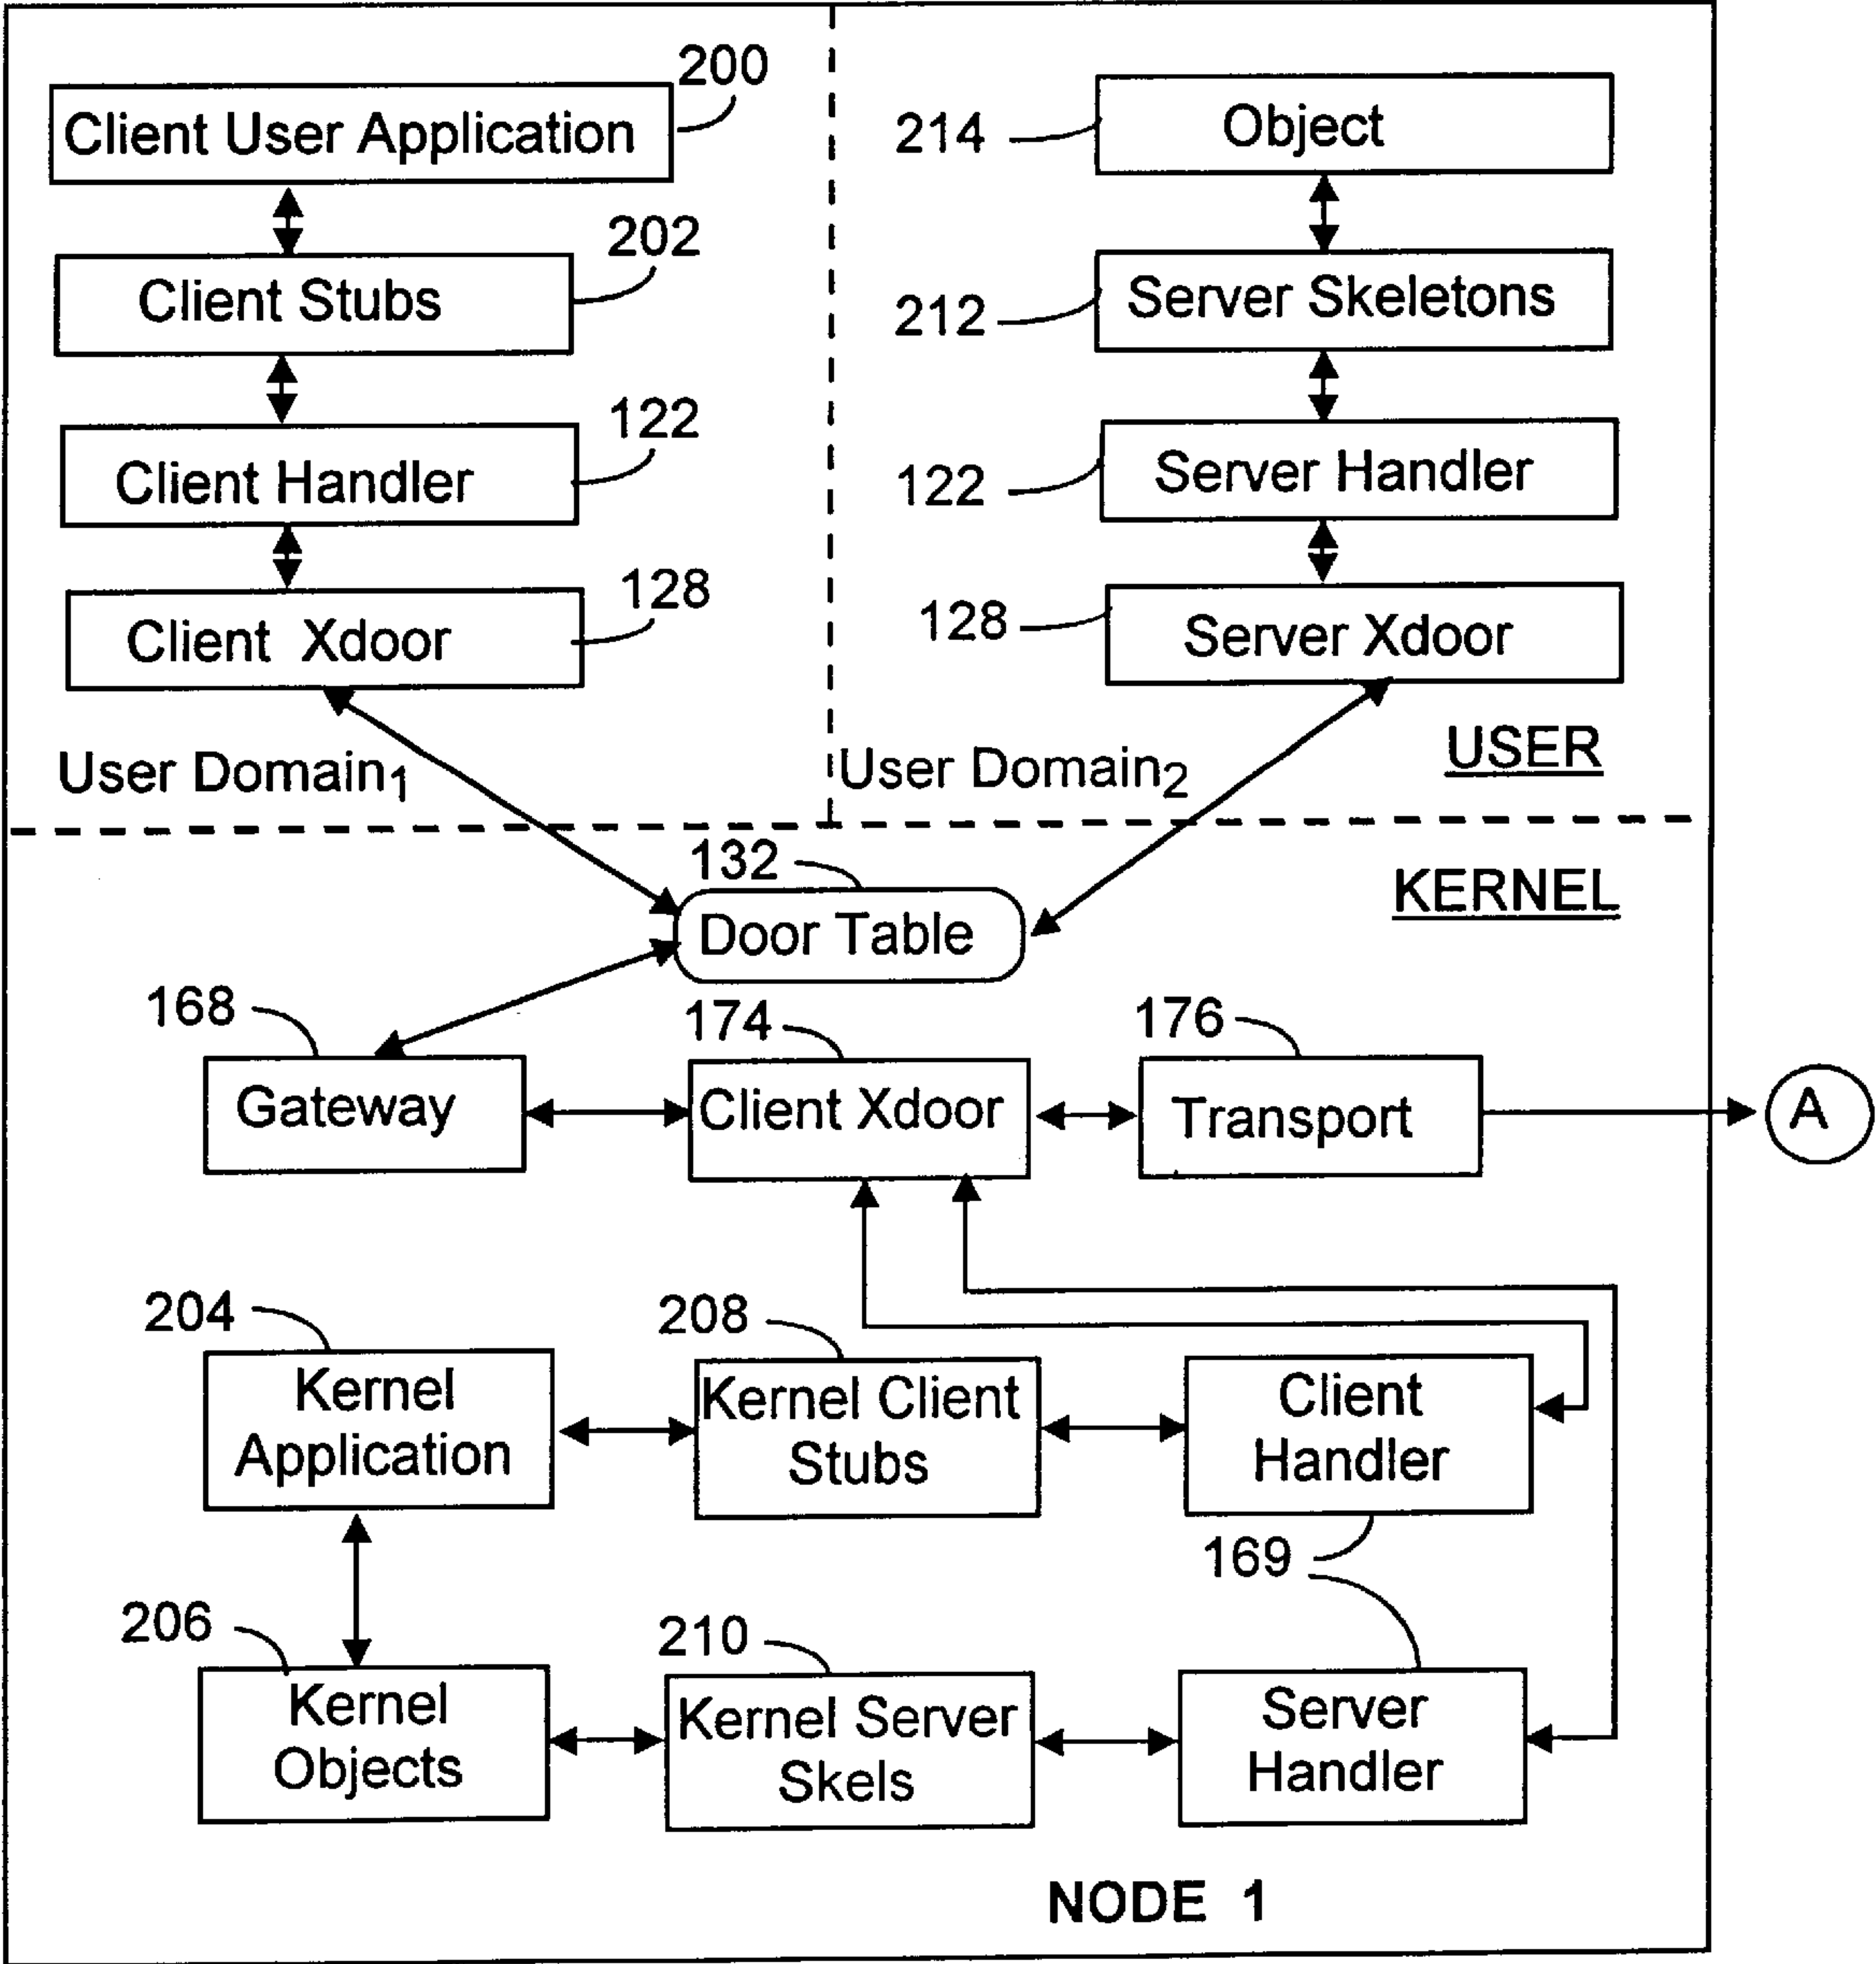 200
Client User Application
214
Object
202
Client Stubs
212
Server Skeletons
122
Client Handler
122
Server Handler
128
Client Xdoor
128
Server Xdoor
User Domain1
User Domain2
USER
132
Door Table
KERNEL
168
174
176
Gateway
Client Xdoor
Transport
A
204
208
Kernel
Application
Kernel Client
Stubs
Client
Handler
169
206
210
Kernel
Objects
Kernel Server
Skels
Server
Handler
NODE 1